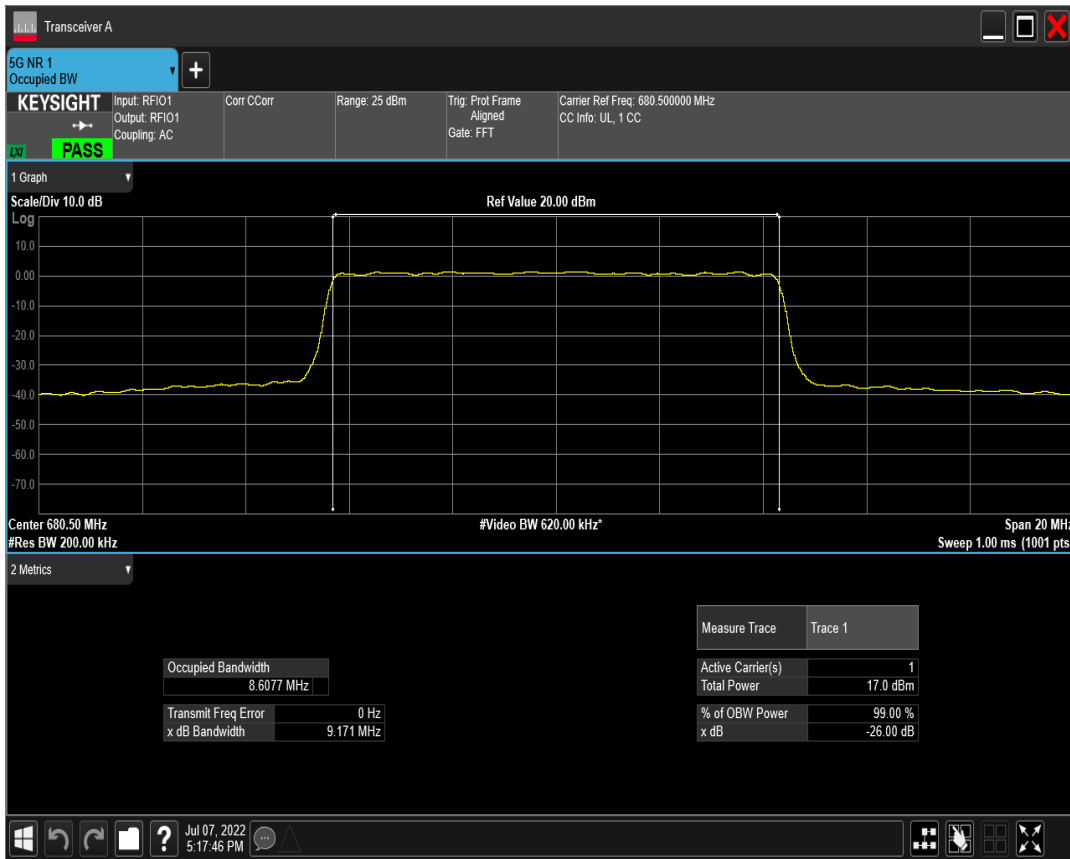 Transceiver A
5G NR 1
Occupied BW
KEYSIGHT
LXI
PASS
Input: RFIO1
Output: RFIO1
Coupling: AC
Corr CCorr
Range: 25 dBm
Trig: Prot Frame
Aligned
Gate: FFT
Carrier Ref Freq: 680.500000 MHz
CC Info: UL, 1 CC
1 Graph
Scale/Div 10.0 dB
Ref Value 20.00 dBm
Log
10.0
0.00
-10.0
-20.0
-30.0
-40.0
-50.0
-60.0
-70.0
Center 680.50 MHz
#Video BW 620.00 kHz*
Span 20 MHz
#Res BW 200.00 kHz
Sweep 1.00 ms (1001 pts
2 Metrics
Measure Trace Trace 1
Occupied Bandwidth
8.6077 MHz
Active Carrier(s) 1
Total Power 17.0 dBm
Transmit Freq Error 0 Hz
x dB Bandwidth 9.171 MHz
% of OBW Power 99.00 %
x dB -26.00 dB
?
Jul 07, 2022
5:17:46 PM